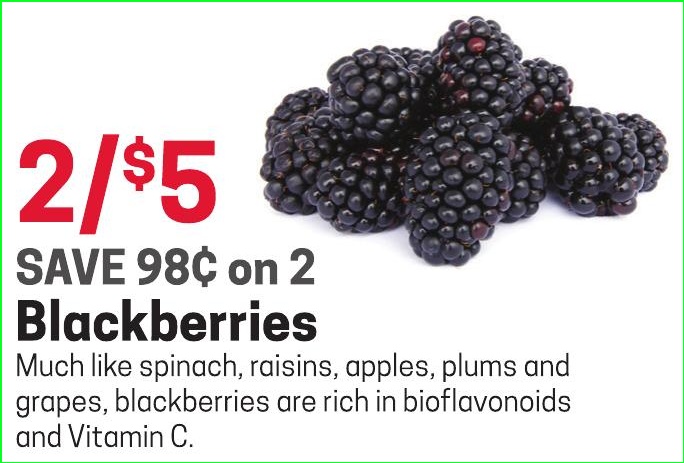 2/$5
SAVE 98¢ on 2
Blackberries
Much like spinach, raisins, apples, plums and
grapes, blackberries are rich in bioflavonoids
and Vitamin C.